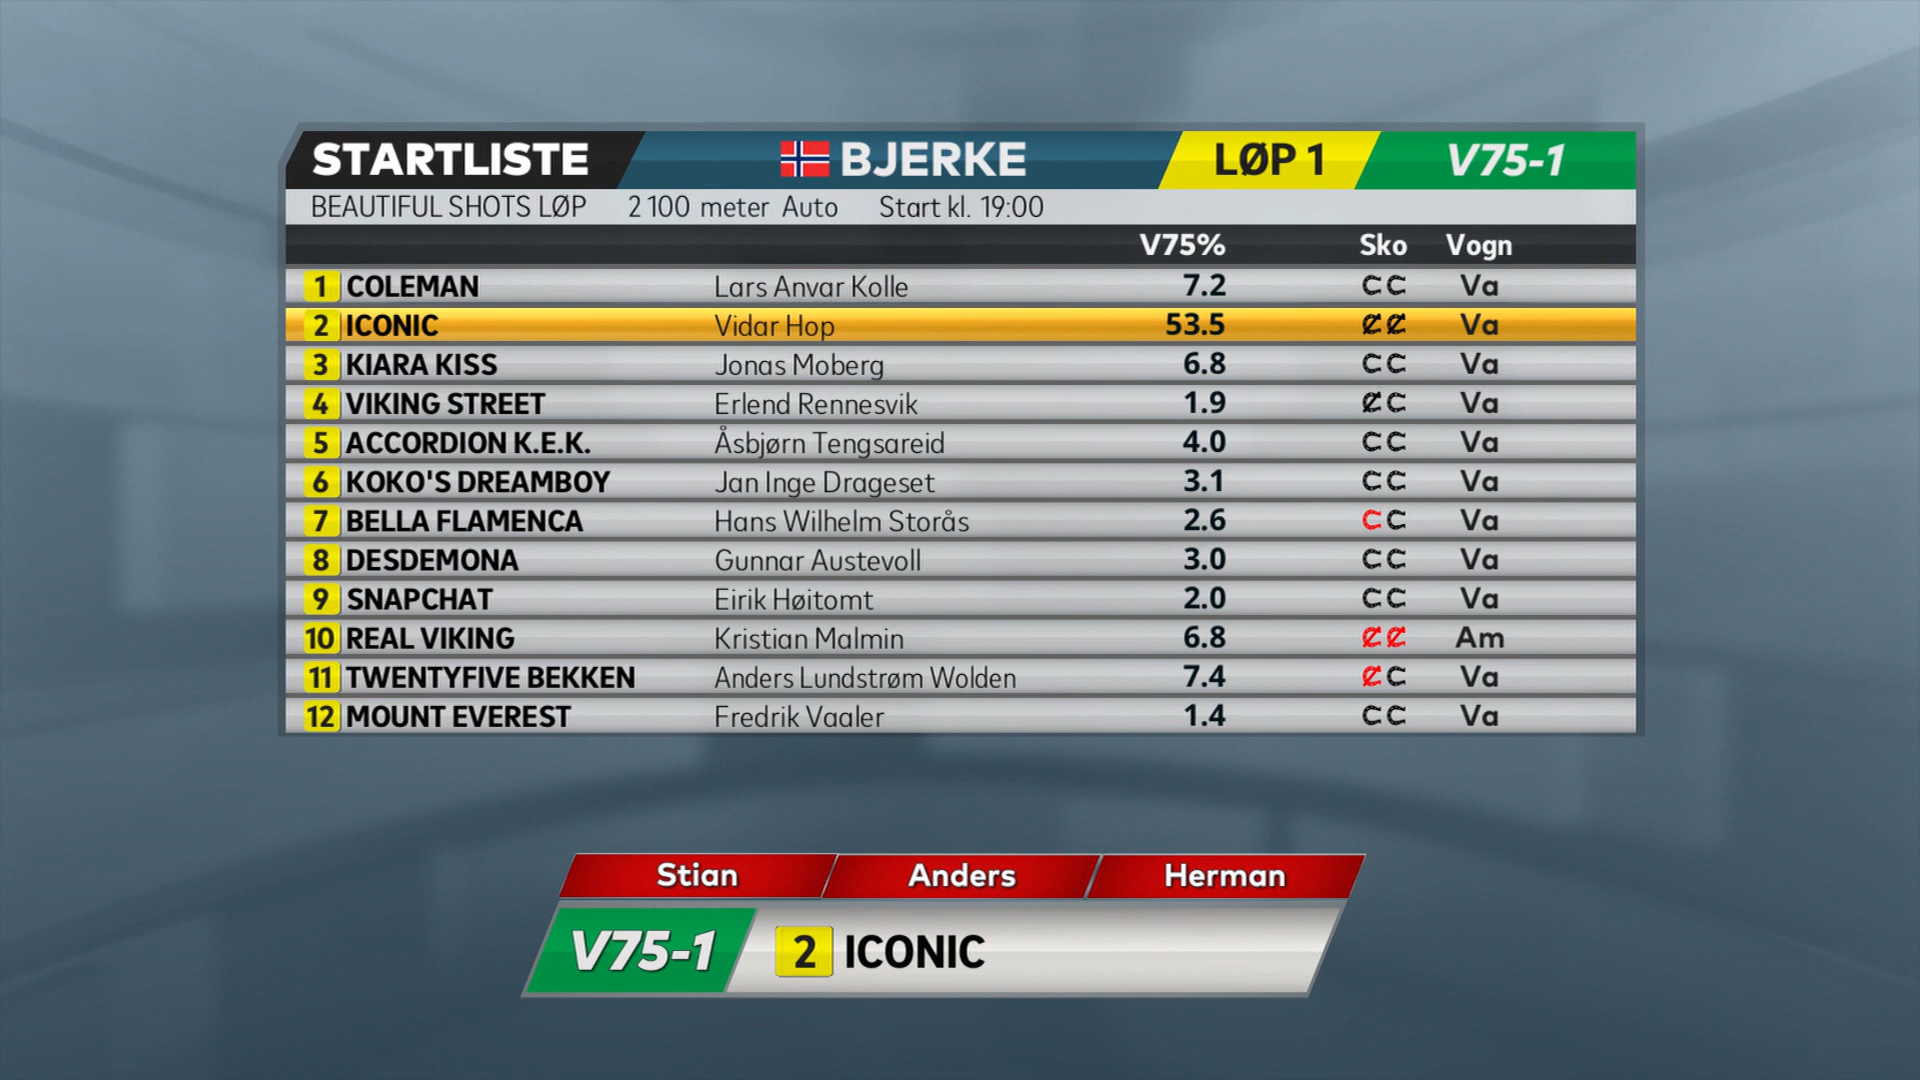 STARTLISTE BJERKE LØP 1 V75-1
BEAUTIFUL SHOTS LØP 2 100 meter Auto Start kl. 19:00
V75% Sko Vogn
1 COLEMAN Lars Anvar Kolle 7.2 Va
2 ICONIC Vidar Hop 53.5 Va
3 KIARA KISS Jonas Moberg 6.8 Va
4 VIKING STREET Erlend Rennesvik 1.9 Va
5 ACCORDION K.E.K. Åsbjørn Tengsareid 4.0 Va
6 KOKO'S DREAMBOY Jan Inge Drageset 3.1 Va
7 BELLA FLAMENCA Hans Wilhelm Storås 2.6 Va
8 DESDEMONA Gunnar Austevoll 3.0 Va
9 SNAPCHAT Eirik Høitomt 2.0 Va
10 REAL VIKING Kristian Malmin 6.8 Am
11 TWENTYFIVE BEKKEN Anders Lundstrøm Wolden 7.4 Va
12 MOUNT EVEREST Fredrik Vaaler 1.4 Va
Stian Anders Herman
V75-1 2 ICONIC